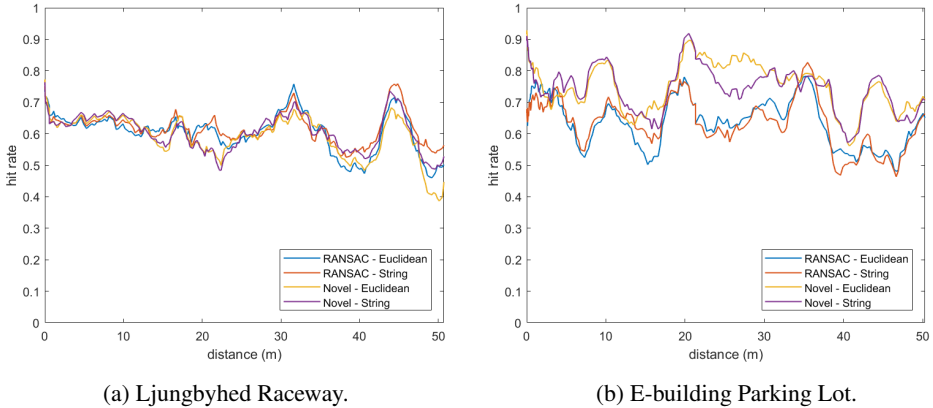 1
0.9
0.8
0.7
0.6
0.5
0.4
0.3
0.2
0.1
0
hit rate
0 10 20 30 40 50
distance (m)
RANSAC - Euclidean
RANSAC - String
Novel - Euclidean
Novel - String
(a) Ljungbyhed Raceway.
1
0.9
0.8
0.7
0.6
0.5
0.4
0.3
0.2
0.1
0
hit rate
0 10 20 30 40 50
distance (m)
RANSAC - Euclidean
RANSAC - String
Novel - Euclidean
Novel - String
(b) E-building Parking Lot.